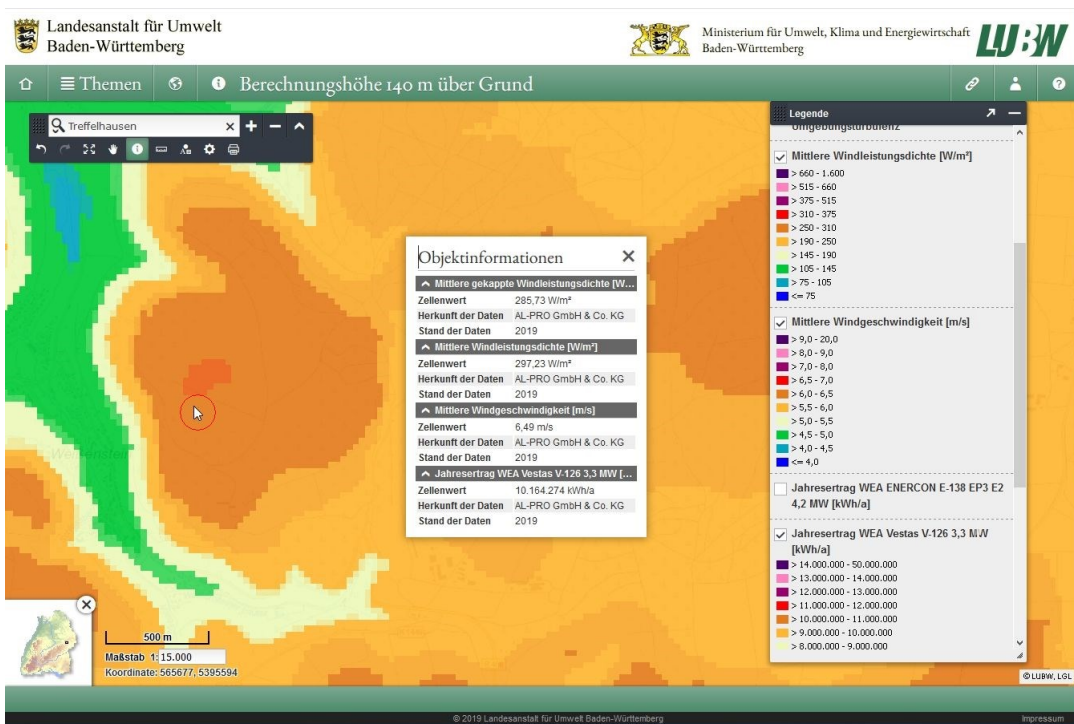 Landesanstalt für Umwelt
Baden-Württemberg
Ministerium für Umwelt, Klima und Energiewirtschaft
Baden-Württemberg
LUBW
Themen
Berechnungshöhe 140 m über Grund
Treffelhausen
Legende
Umgebungsturbulenz
Mittlere Windleistungsdichte [W/m²]
> 660 - 1.600
> 515 - 660
> 375 - 515
> 310 - 375
> 250 - 310
> 190 - 250
> 145 - 190
> 105 - 145
> 75 - 105
<= 75
Mittlere Windgeschwindigkeit [m/s]
> 9,0 - 20,0
> 8,0 - 9,0
> 7,0 - 8,0
> 6,5 - 7,0
> 6,0 - 6,5
> 5,5 - 6,0
> 5,0 - 5,5
> 4,5 - 5,0
> 4,0 - 4,5
<= 4,0
Jahresertrag WEA ENERCON E-138 EP3 E2
4,2 MW [kWh/a]
Jahresertrag WEA Vestas V-126 3,3 MW
[kWh/a]
> 14.000.000 - 50.000.000
> 13.000.000 - 14.000.000
> 12.000.000 - 13.000.000
> 11.000.000 - 12.000.000
> 10.000.000 - 11.000.000
> 9.000.000 - 10.000.000
> 8.000.000 - 9.000.000
Objektinformationen
Mittlere gekappte Windleistungsdichte [W...
Zellenwert 285,73 W/m²
Herkunft der Daten AL-PRO GmbH & Co. KG
Stand der Daten 2019
Mittlere Windleistungsdichte [W/m²]
Zellenwert 297,23 W/m²
Herkunft der Daten AL-PRO GmbH & Co. KG
Stand der Daten 2019
Mittlere Windgeschwindigkeit [m/s]
Zellenwert 6,49 m/s
Herkunft der Daten AL-PRO GmbH & Co. KG
Stand der Daten 2019
Jahresertrag WEA Vestas V-126 3,3 MW [...
Zellenwert 10.164.274 kWh/a
Herkunft der Daten AL-PRO GmbH & Co. KG
Stand der Daten 2019
500 m
Maßstab 1: 15.000
Koordinate: 565677, 5395594
© LUBW, LGL
© 2019 Landesanstalt für Umwelt Baden-Württemberg
Impressum